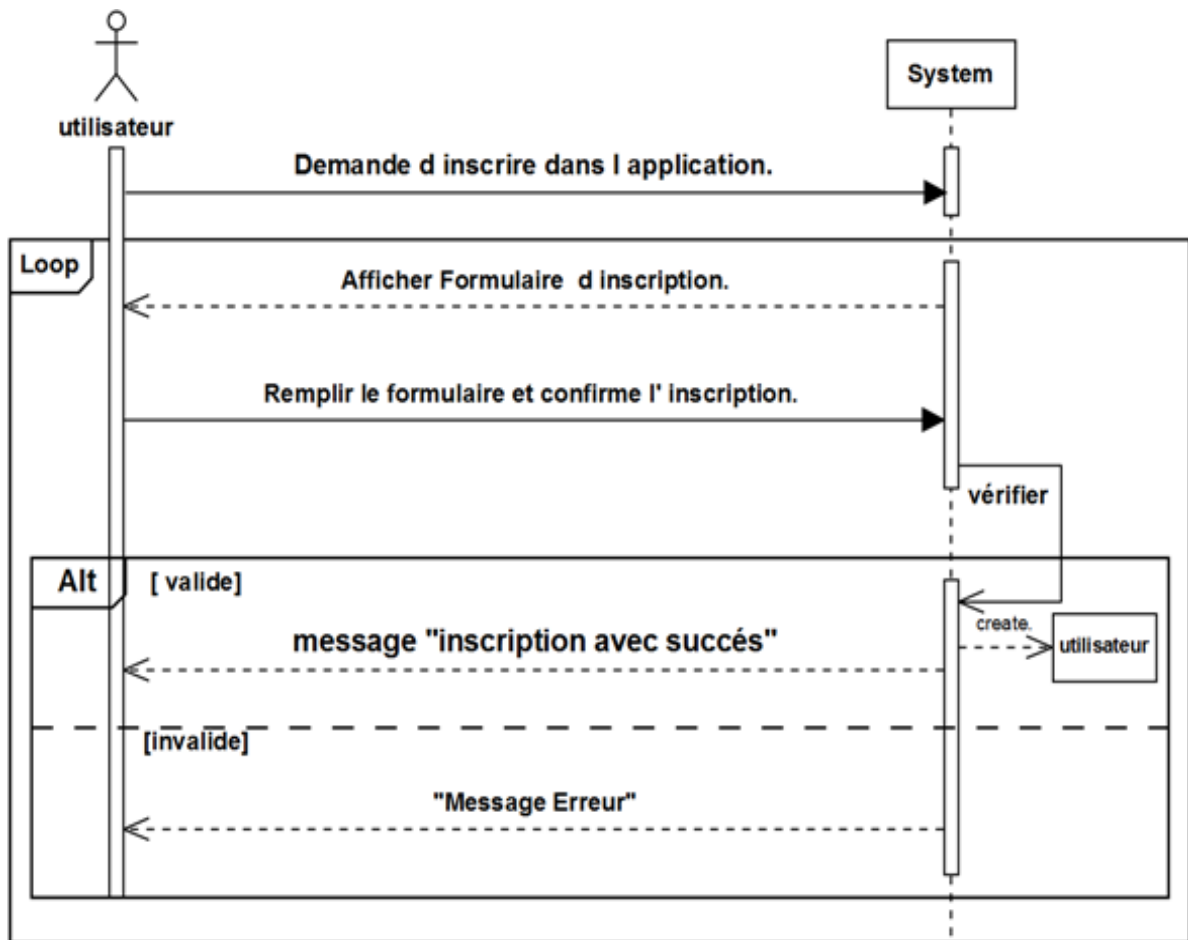 System
utilisateur
Demande d inscrire dans l application.
Loop
Afficher Formulaire d inscription.
Remplir le formulaire et confirme l' inscription.
vérifier
Alt
[ valide]
create.
utilisateur
message "inscription avec succés"
[invalide]
"Message Erreur"